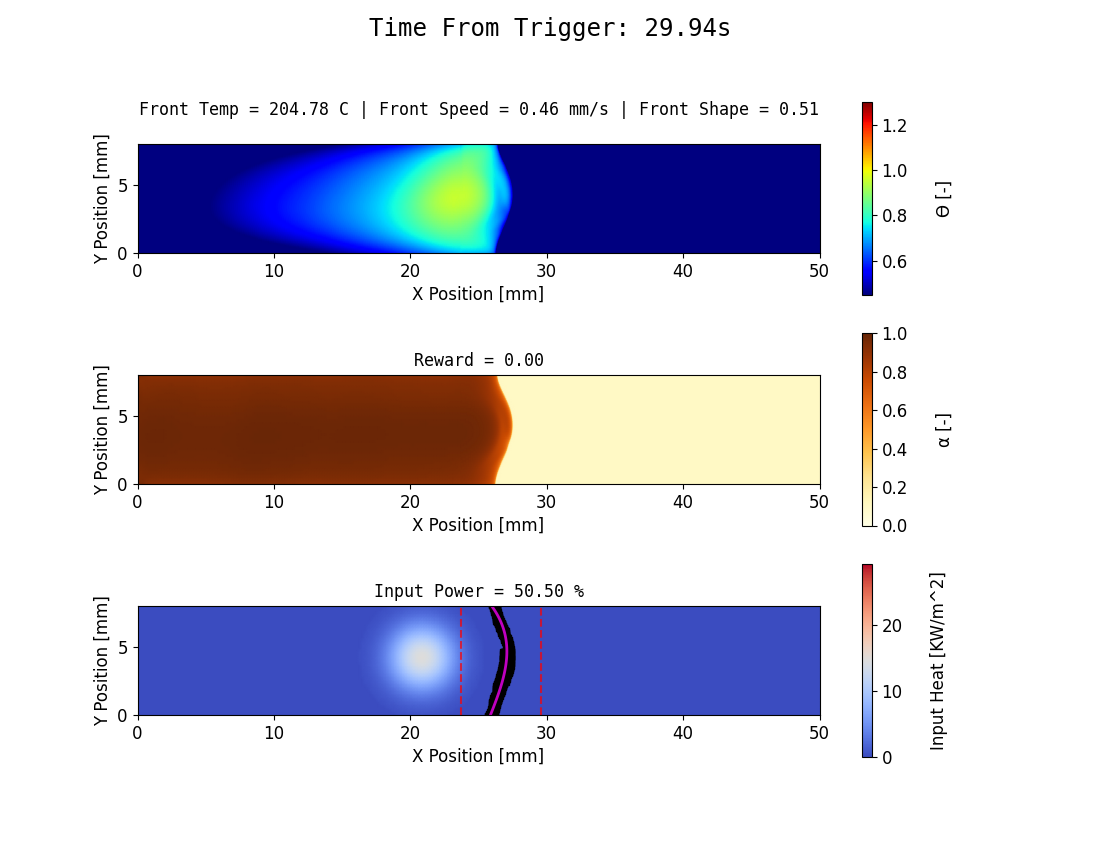 Time From Trigger: 29.94s
Front Temp = 204.78 C | Front Speed = 0.46 mm/s | Front Shape = 0.51
Y Position [mm]
5
0
0 10 20 30 40 50
X Position [mm]
1.2
1.0
0.8
0.6
Θ [-]
Reward = 0.00
Y Position [mm]
5
0
0 10 20 30 40 50
X Position [mm]
1.0
0.8
0.6
0.4
0.2
0.0
α [-]
Input Power = 50.50 %
Y Position [mm]
5
0
0 10 20 30 40 50
X Position [mm]
20
10
0
Input Heat [KW/m^2]